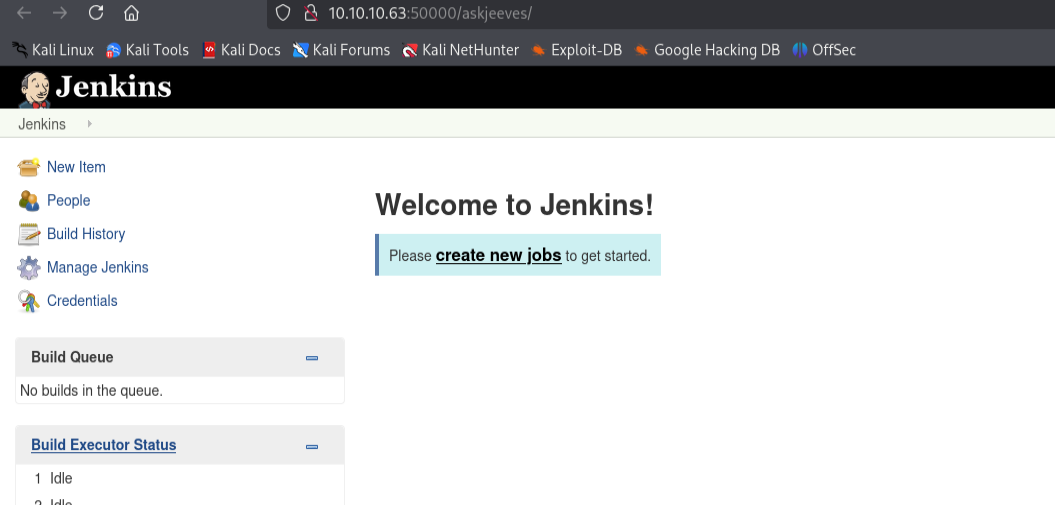 10.10.10.63:50000/askjeeves/
Kali Linux Kali Tools Kali Docs Kali Forums Kali NetHunter Exploit-DB Google Hacking DB OffSec
Jenkins
Jenkins
New Item
People
Build History
Manage Jenkins
Credentials
Welcome to Jenkins!
Please create new jobs to get started.
Build Queue
No builds in the queue.
Build Executor Status
1 Idle
2 Idle